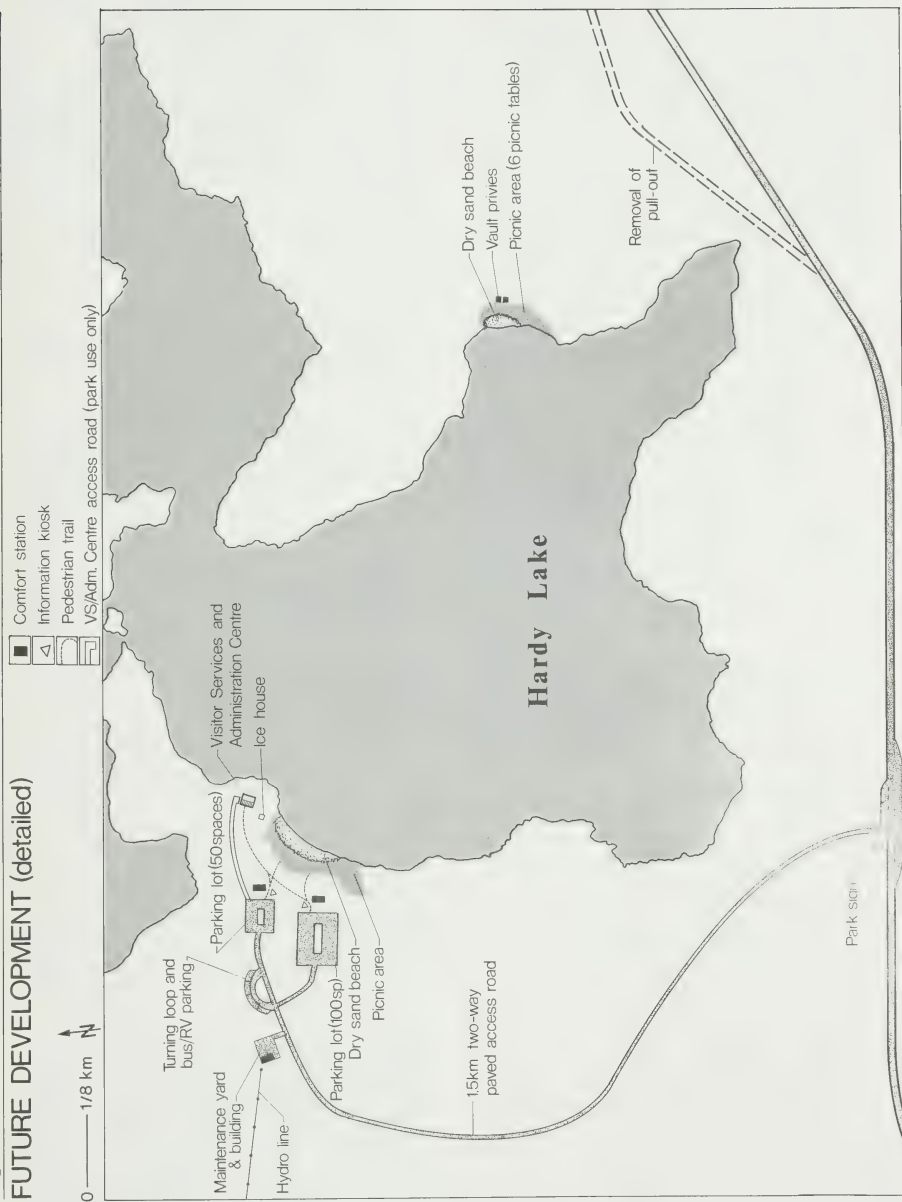 FUTURE DEVELOPMENT (detailed)
0 1/8 km N
Comfort station
Information kiosk
Pedestrian trail
VS/Adm. Centre access road (park use only)
Turning loop and
bus/RV parking
Parking lot (50spaces)
Visitor Services and
Administration Centre
Ice house
Maintenance yard
& building
Hydro line
Parking lot (100sp)
Dry sand beach
Picnic area
1.5km two-way
paved access road
Hardy Lake
Dry sand beach
Vault privies
Picnic area (6 picnic tables)
Removal of
pull-out
Park sign